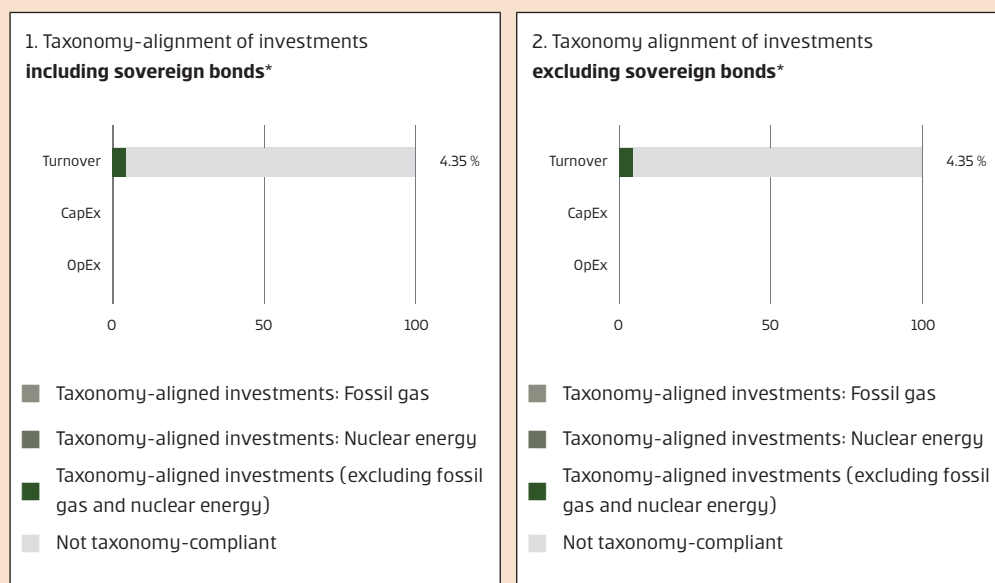 1. Taxonomy-alignment of investments
including sovereign bonds*
Turnover
4.35 %
CapEx
OpEx
0
50
100
Taxonomy-aligned investments: Fossil gas
Taxonomy-aligned investments: Nuclear energy
Taxonomy-aligned investments (excluding fossil
gas and nuclear energy)
Not taxonomy-compliant
2. Taxonomy alignment of investments
excluding sovereign bonds*
Turnover
4.35 %
CapEx
OpEx
0
50
100
Taxonomy-aligned investments: Fossil gas
Taxonomy-aligned investments: Nuclear energy
Taxonomy-aligned investments (excluding fossil
gas and nuclear energy)
Not taxonomy-compliant